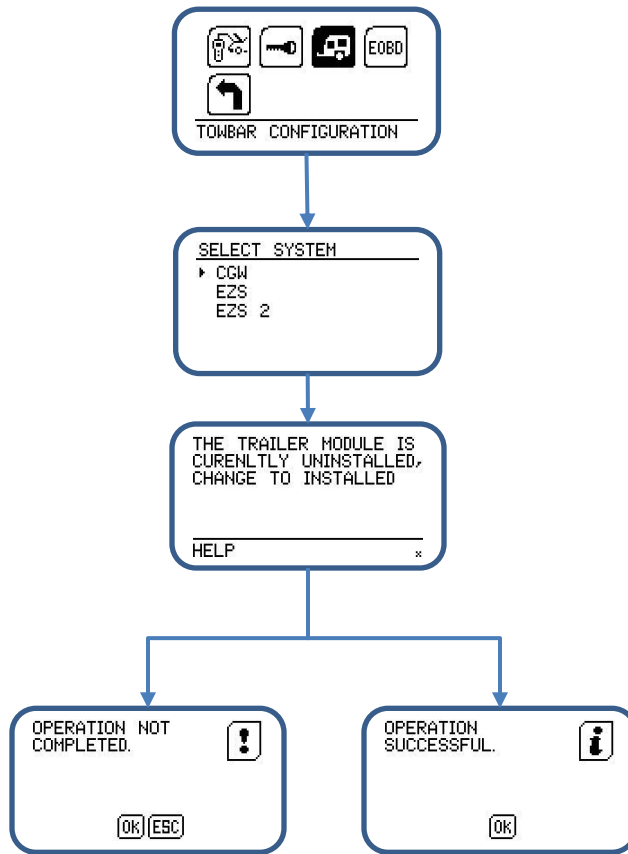 EOBD
TOWBAR CONFIGURATION
SELECT SYSTEM
CGW
EZS
EZS 2
THE TRAILER MODULE IS
CURENLTLY UNINSTALLED,
CHANGE TO INSTALLED
HELP x
OPERATION NOT
COMPLETED.
OK ESC
OPERATION
SUCCESSFUL.
OK